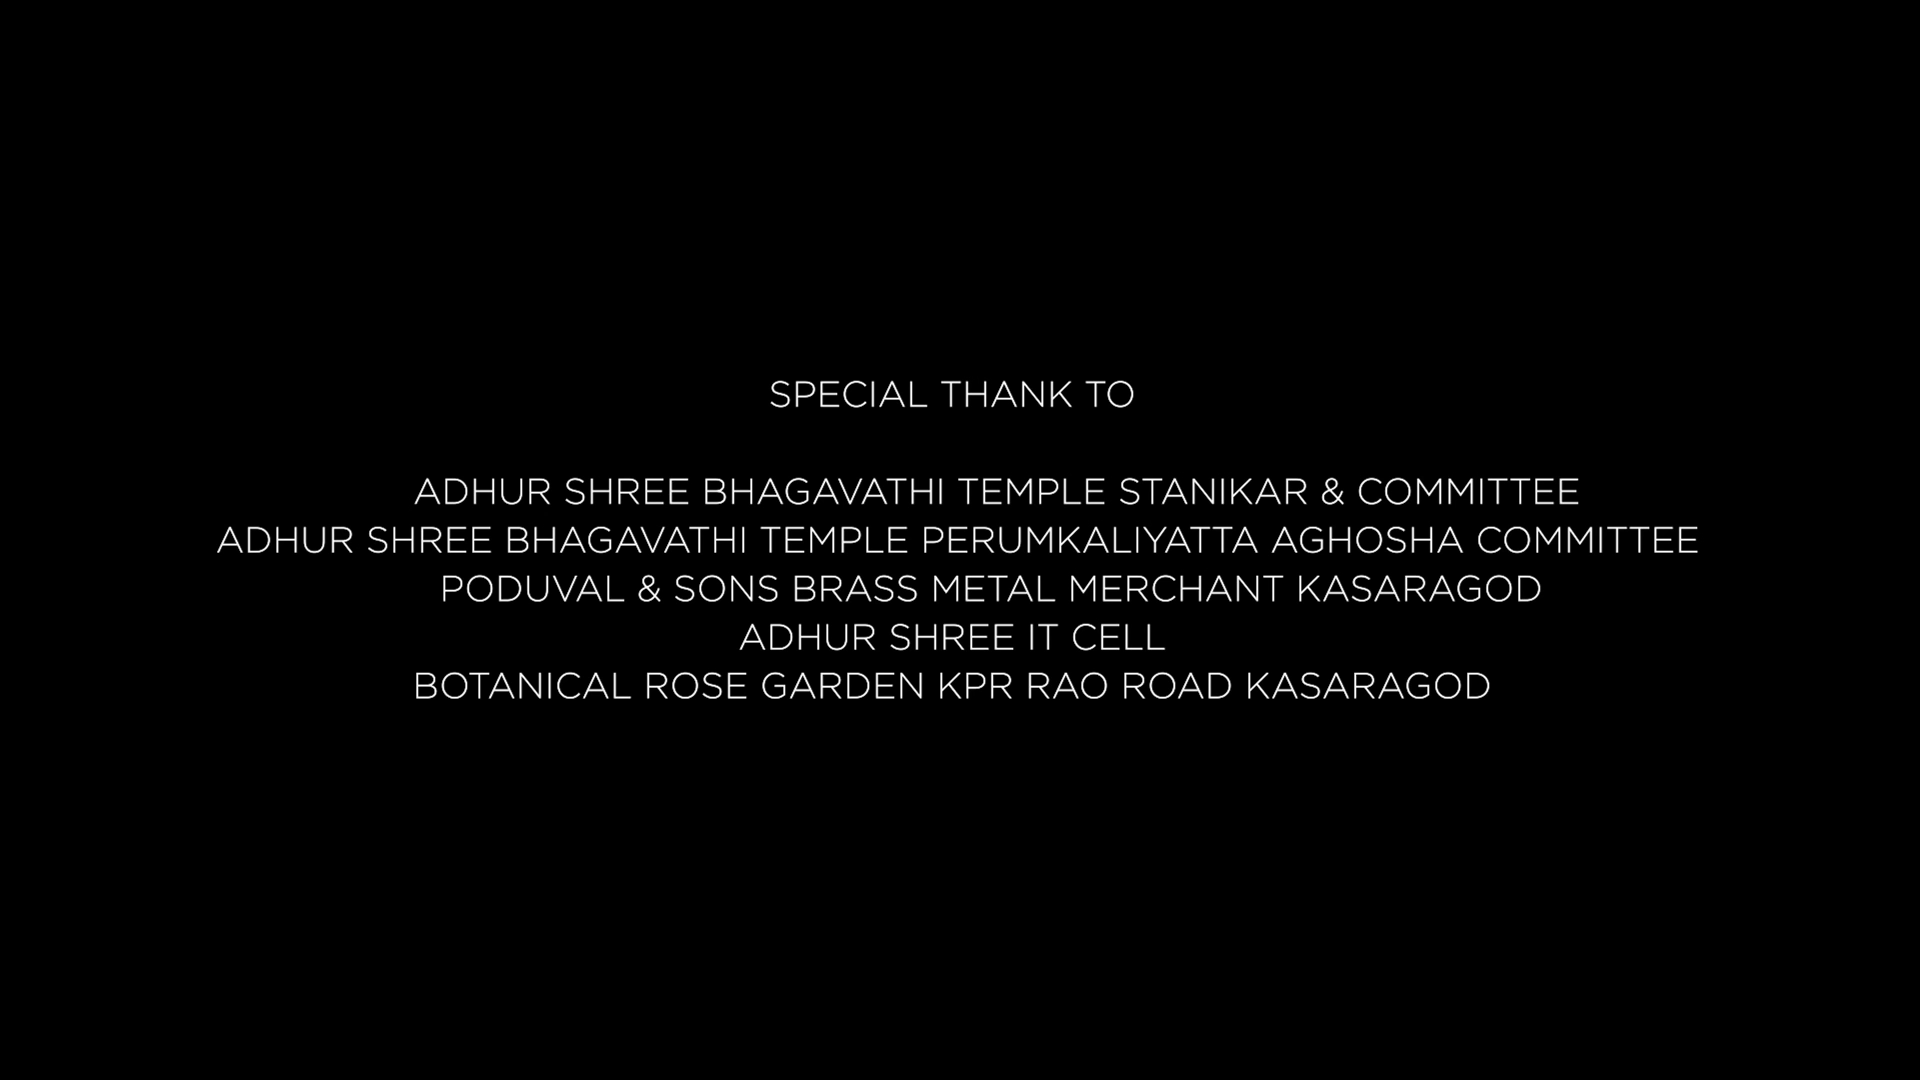 SPECIAL THANK TO
ADHUR SHREE BHAGAVATHI TEMPLE STANIKAR & COMMITTEE
ADHUR SHREE BHAGAVATHI TEMPLE PERUMKALIYATTA AGHOSHA COMMITTEE
PODUVAL & SONS BRASS METAL MERCHANT KASARAGOD
ADHUR SHREE IT CELL
BOTANICAL ROSE GARDEN KPR RAO ROAD KASARAGOD